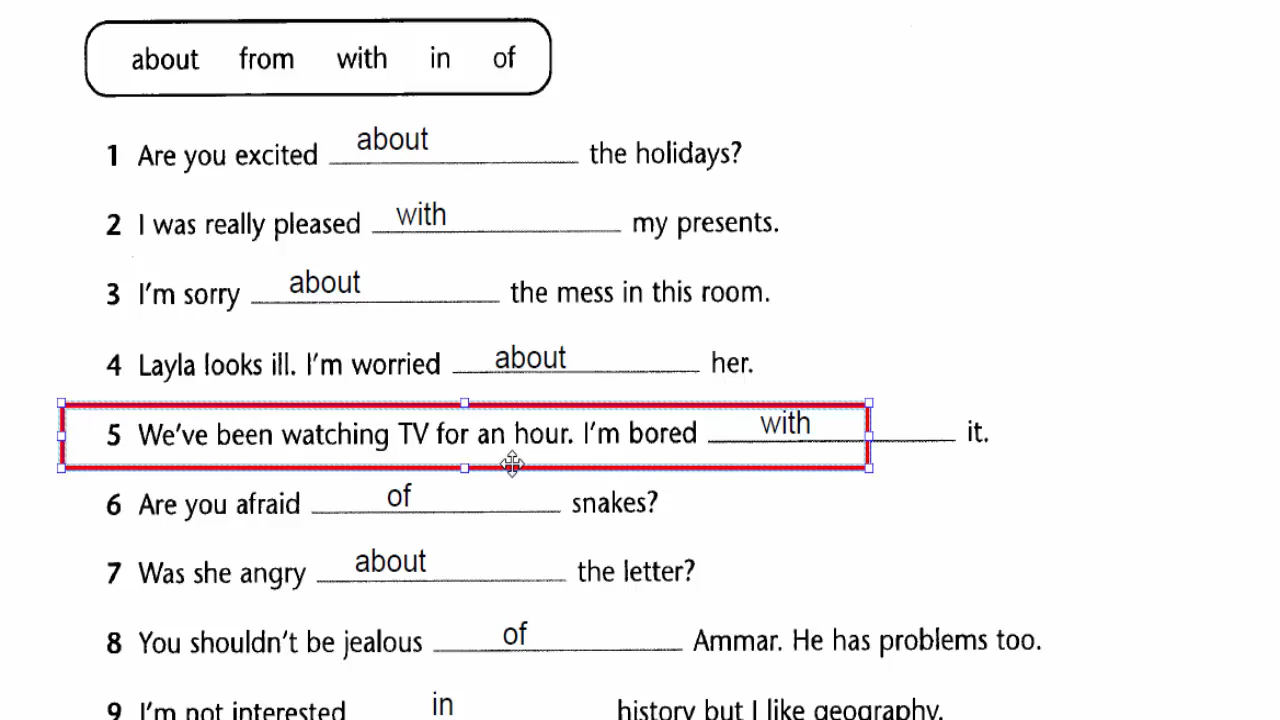 about from with in of
1 Are you excited about the holidays?
2 I was really pleased with my presents.
3 I'm sorry about the mess in this room.
4 Layla looks ill. I'm worried about her.
5 We've been watching TV for an hour. I'm bored with it.
6 Are you afraid of snakes?
7 Was she angry about the letter?
8 You shouldn't be jealous of Ammar. He has problems too.
9 I'm not interested in history but I like geography.